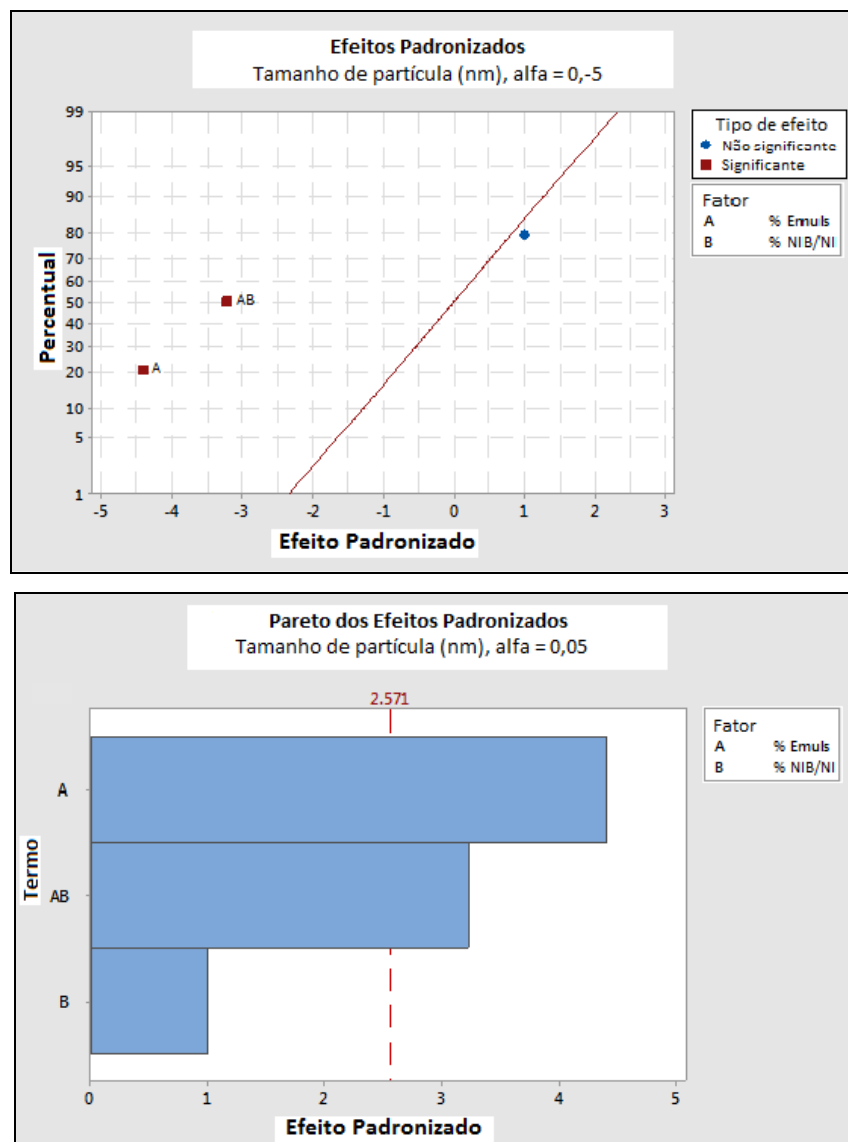 Efeitos Padronizados
Tamanho de partícula (nm), alfa = 0,-5
99
95
90
80
70
60
50
40
30
20
10
5
1
Percentual
AB
A
-5 -4 -3 -2 -1 0 1 2 3
Efeito Padronizado
Tipo de efeito
Não significante
Significante
Fator
A % Emuls
B % NIB/NI
Pareto dos Efeitos Padronizados
Tamanho de partícula (nm), alfa = 0,05
2.571
Termo
A
AB
B
0 1 2 3 4 5
Efeito Padronizado
Fator
A % Emuls
B % NIB/NI